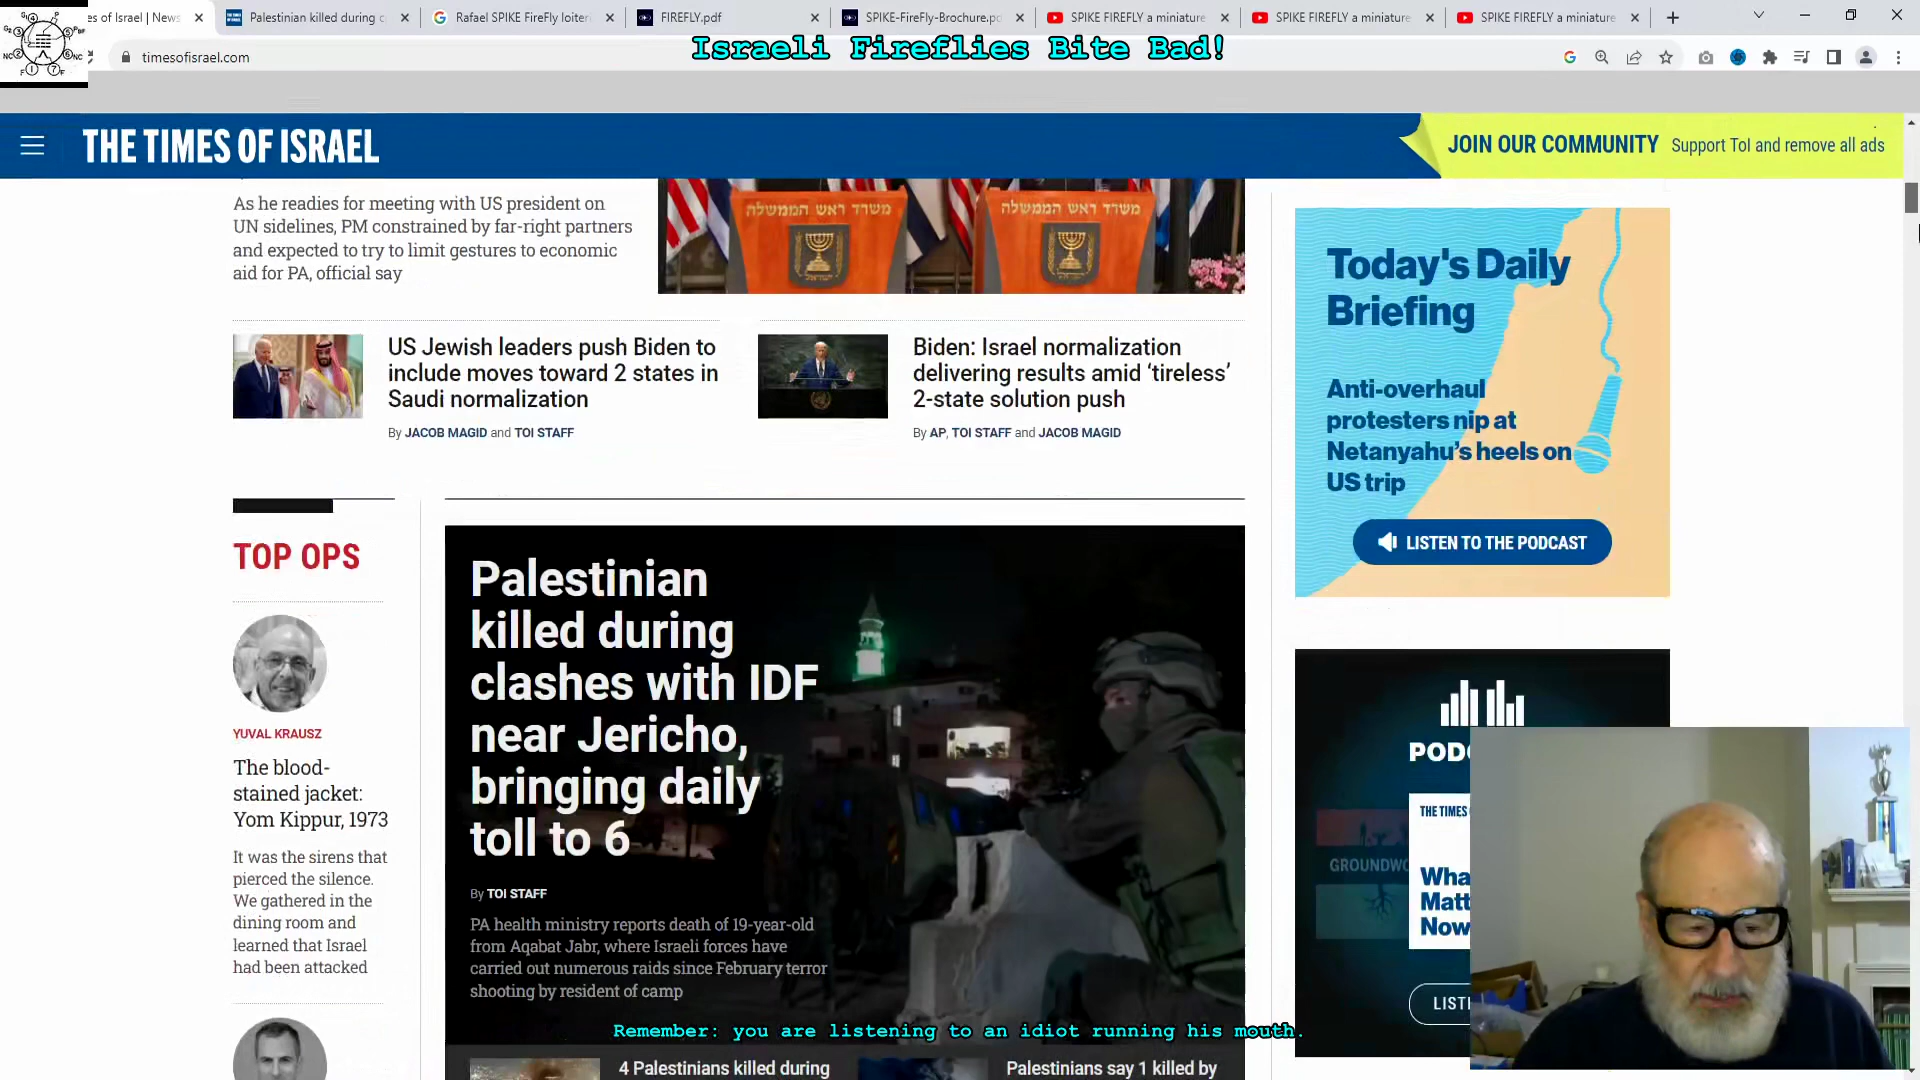 es of Israel | News
Palestinian killed during c
Rafael SPIKE FireFly loiter
FIREFLY.pdf
SPIKE-FireFly-Brochure.pd
SPIKE FIREFLY a miniature
SPIKE FIREFLY a miniature
SPIKE FIREFLY a miniature
timesofisrael.com
Israeli Fireflies Bite Bad!
THE TIMES OF ISRAEL
JOIN OUR COMMUNITY Support ToI and remove all ads
As he readies for meeting with US president on
UN sidelines, PM constrained by far-right partners
and expected to try to limit gestures to economic
aid for PA, official say
משרד ראש הממשלה
משרד ראש הממשלה
US Jewish leaders push Biden to
include moves toward 2 states in
Saudi normalization
By JACOB MAGID and TOI STAFF
Biden: Israel normalization
delivering results amid ‘tireless’
2-state solution push
By AP, TOI STAFF and JACOB MAGID
Today's Daily
Briefing
Anti-overhaul
protesters nip at
Netanyahu’s heels on
US trip
LISTEN TO THE PODCAST
TOP OPS
YUVAL KRAUSZ
The blood-
stained jacket:
Yom Kippur, 1973
It was the sirens that
pierced the silence.
We gathered in the
dining room and
learned that Israel
had been attacked
Palestinian
killed during
clashes with IDF
near Jericho,
bringing daily
toll to 6
By TOI STAFF
PA health ministry reports death of 19-year-old
from Aqabat Jabr, where Israeli forces have
carried out numerous raids since February terror
shooting by resident of camp
4 Palestinians killed during
Palestinians say 1 killed by
PODC
THE TIMES
GROUNDWO
Wha
Matt
Now
LISTE
Remember: you are listening to an idiot running his mouth.